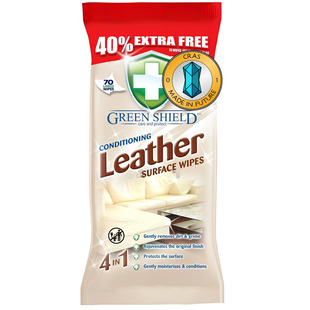 40% EXTRA FREE
70
WIPES
CRAS
MADE IN FUTURE
GREEN SHIELD™
care and protect
CONDITIONING
Leather
SURFACE WIPES
4 IN 1
Gently removes dirt & grime
Rejuvenates the original finish
Protects the surface
Gently moisturises & conditions